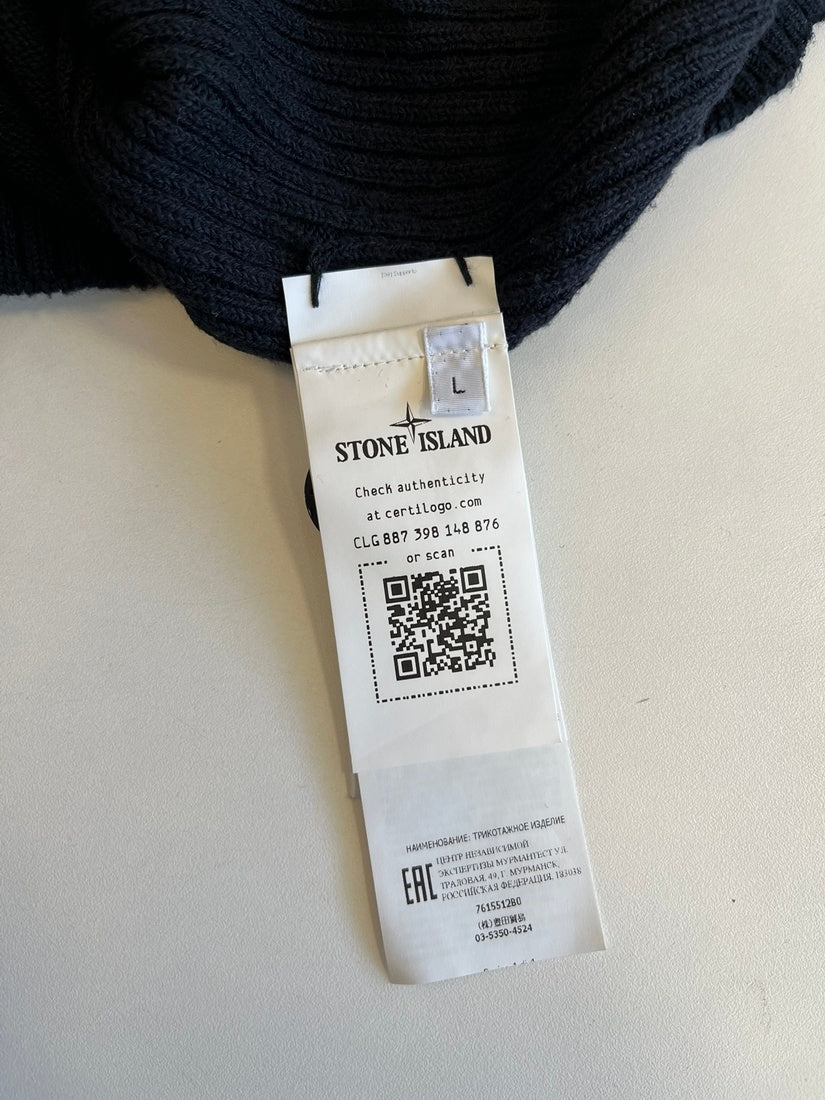 L
STONE ISLAND
Check authenticity
at certilogo.com
CLG 887 398 148 876
or scan
НАИМЕНОВАНИЕ: ТРИКОТАЖНОЕ ИЗДЕЛИЕ
EAC
ЦЕНТР НЕЗАВИСИМОЙ
ЭКСПЕРТИЗЫ МУРМАНТЕСТ УЛ.
ТРАЛОВАЯ, 49, Г. МУРМАНСК,
РОССИЙСКАЯ ФЕДЕРАЦИЯ, 183038
7615512B0
(株)豊田貿易
03-5350-4524